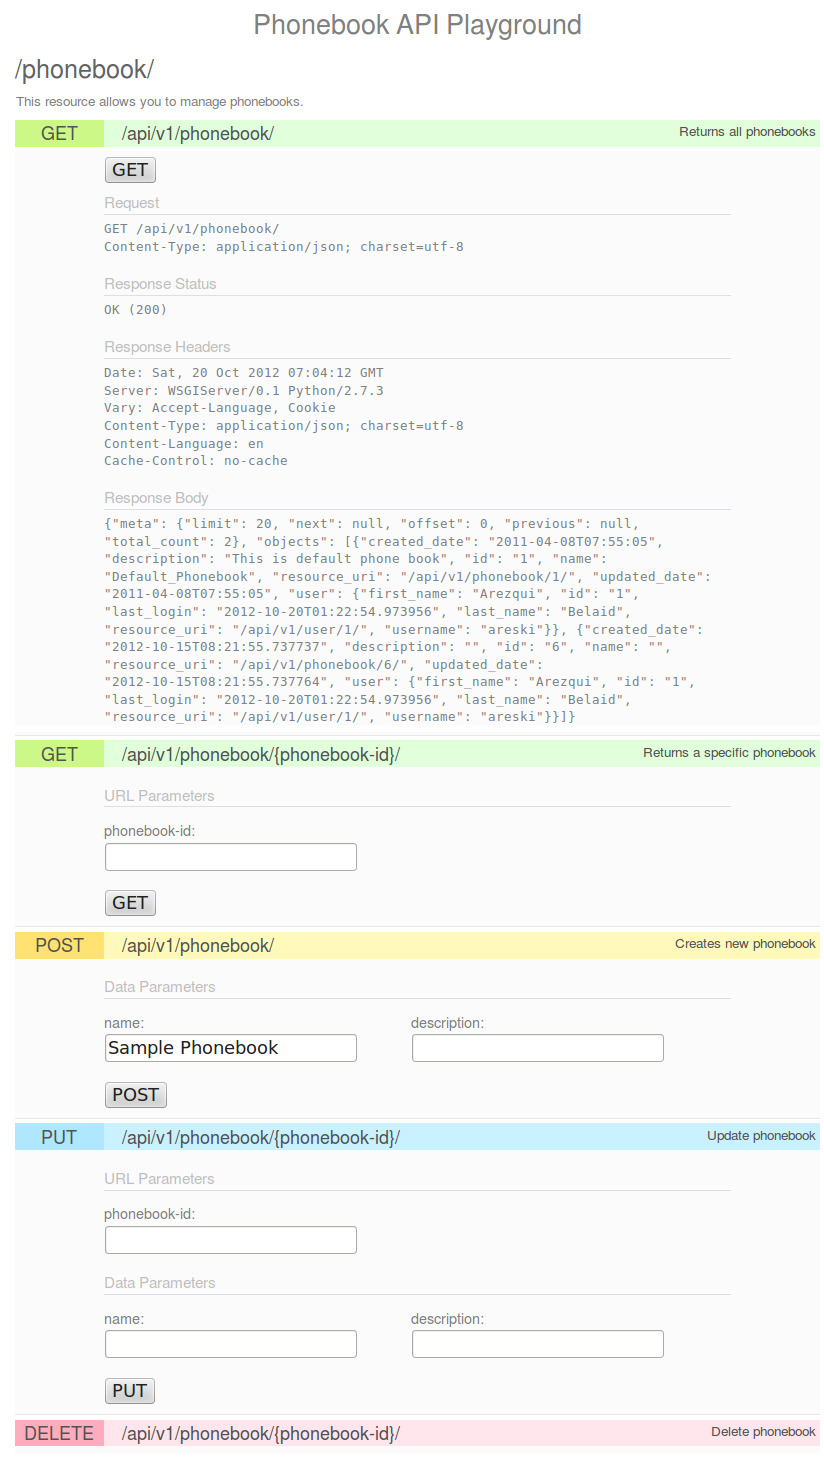 Phonebook API Playground
/phonebook/
This resource allows you to manage phonebooks.
GET /api/v1/phonebook/ Returns all phonebooks
GET
Request
GET /api/v1/phonebook/
Content-Type: application/json; charset=utf-8
Response Status
OK (200)
Response Headers
Date: Sat, 20 Oct 2012 07:04:12 GMT
Server: WSGIServer/0.1 Python/2.7.3
Vary: Accept-Language, Cookie
Content-Type: application/json; charset=utf-8
Content-Language: en
Cache-Control: no-cache
Response Body
{"meta": {"limit": 20, "next": null, "offset": 0, "previous": null,
"total_count": 2}, "objects": [{"created_date": "2011-04-08T07:55:05",
"description": "This is default phone book", "id": "1", "name":
"Default_Phonebook", "resource_uri": "/api/v1/phonebook/1/", "updated_date":
"2011-04-08T07:55:05", "user": {"first_name": "Arezqui", "id": "1",
"last_login": "2012-10-20T01:22:54.973956", "last_name": "Belaid",
"resource_uri": "/api/v1/user/1/", "username": "areski"}}, {"created_date":
"2012-10-15T08:21:55.737737", "description": "", "id": "6", "name": "",
"resource_uri": "/api/v1/phonebook/6/", "updated_date":
"2012-10-15T08:21:55.737764", "user": {"first_name": "Arezqui", "id": "1",
"last_login": "2012-10-20T01:22:54.973956", "last_name": "Belaid",
"resource_uri": "/api/v1/user/1/", "username": "areski"}}]}
GET /api/v1/phonebook/{phonebook-id}/ Returns a specific phonebook
URL Parameters
phonebook-id:
GET
POST /api/v1/phonebook/ Creates new phonebook
Data Parameters
name: description:
Sample Phonebook
POST
PUT /api/v1/phonebook/{phonebook-id}/ Update phonebook
URL Parameters
phonebook-id:
Data Parameters
name: description:
PUT
DELETE /api/v1/phonebook/{phonebook-id}/ Delete phonebook